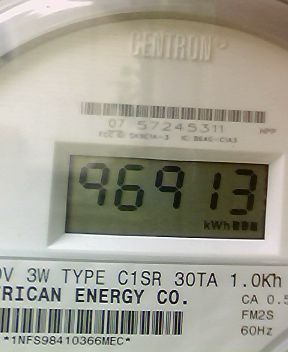 CENTRON
07 57245311
96913
kWh
V 3W TYPE C1SR 30TA 1.0Kh
RICAN ENERGY CO.
CA 0.5
FM2S
60Hz
*1NFS98410366MEC*